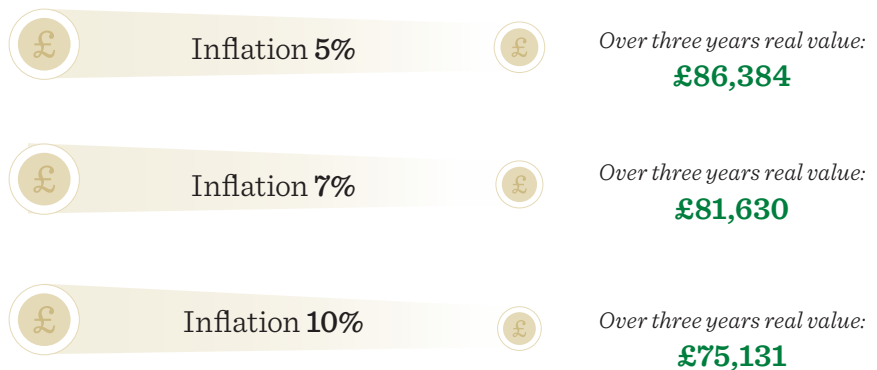 £ Inflation 5% £ Over three years real value:
£86,384
£ Inflation 7% £ Over three years real value:
£81,630
£ Inflation 10% £ Over three years real value:
£75,131